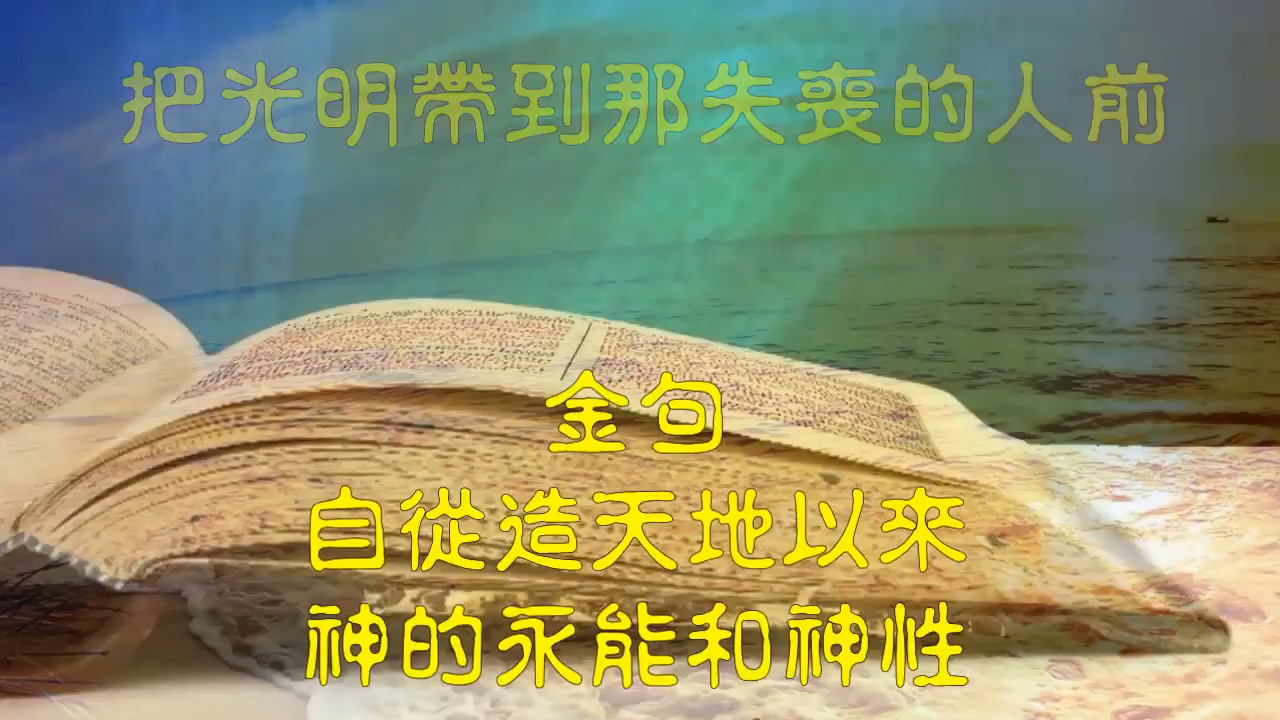 把光明帶到那失喪的人前
金句
自從造天地以來
神的永能和神性